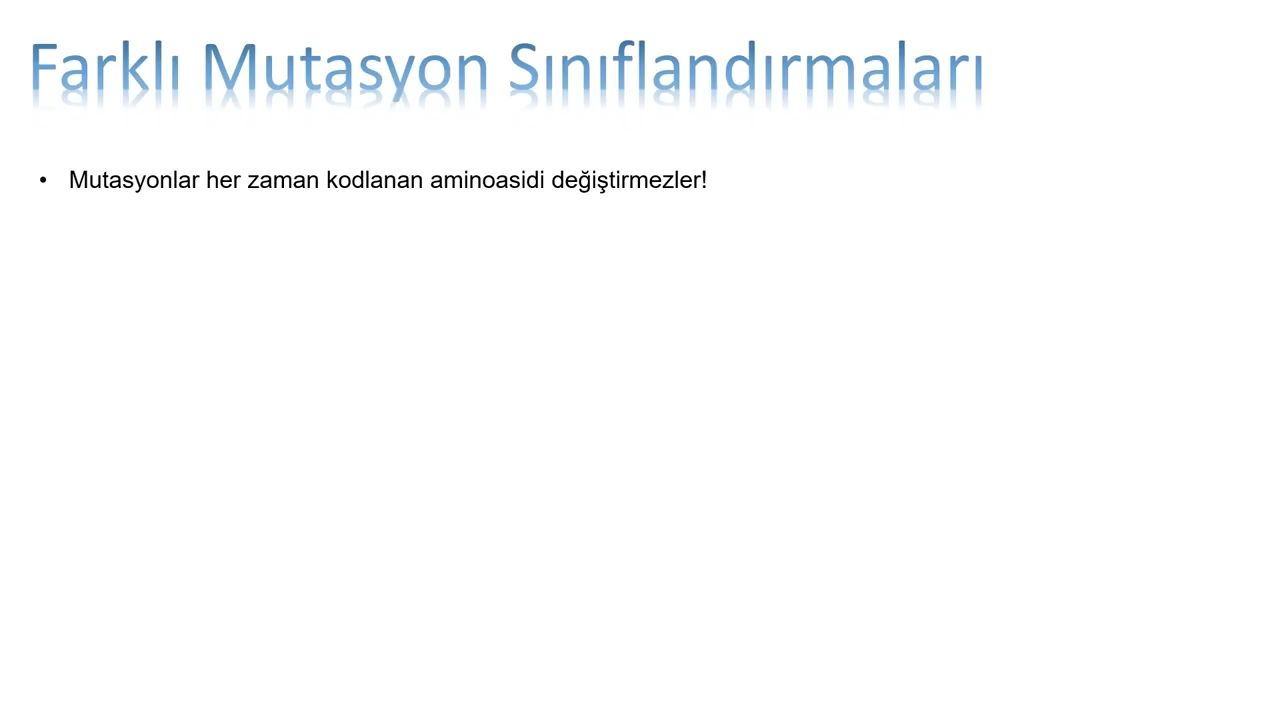 Farklı Mutasyon Sınıflandırmaları
• Mutasyonlar her zaman kodlanan aminoasidi değiştirmezler!